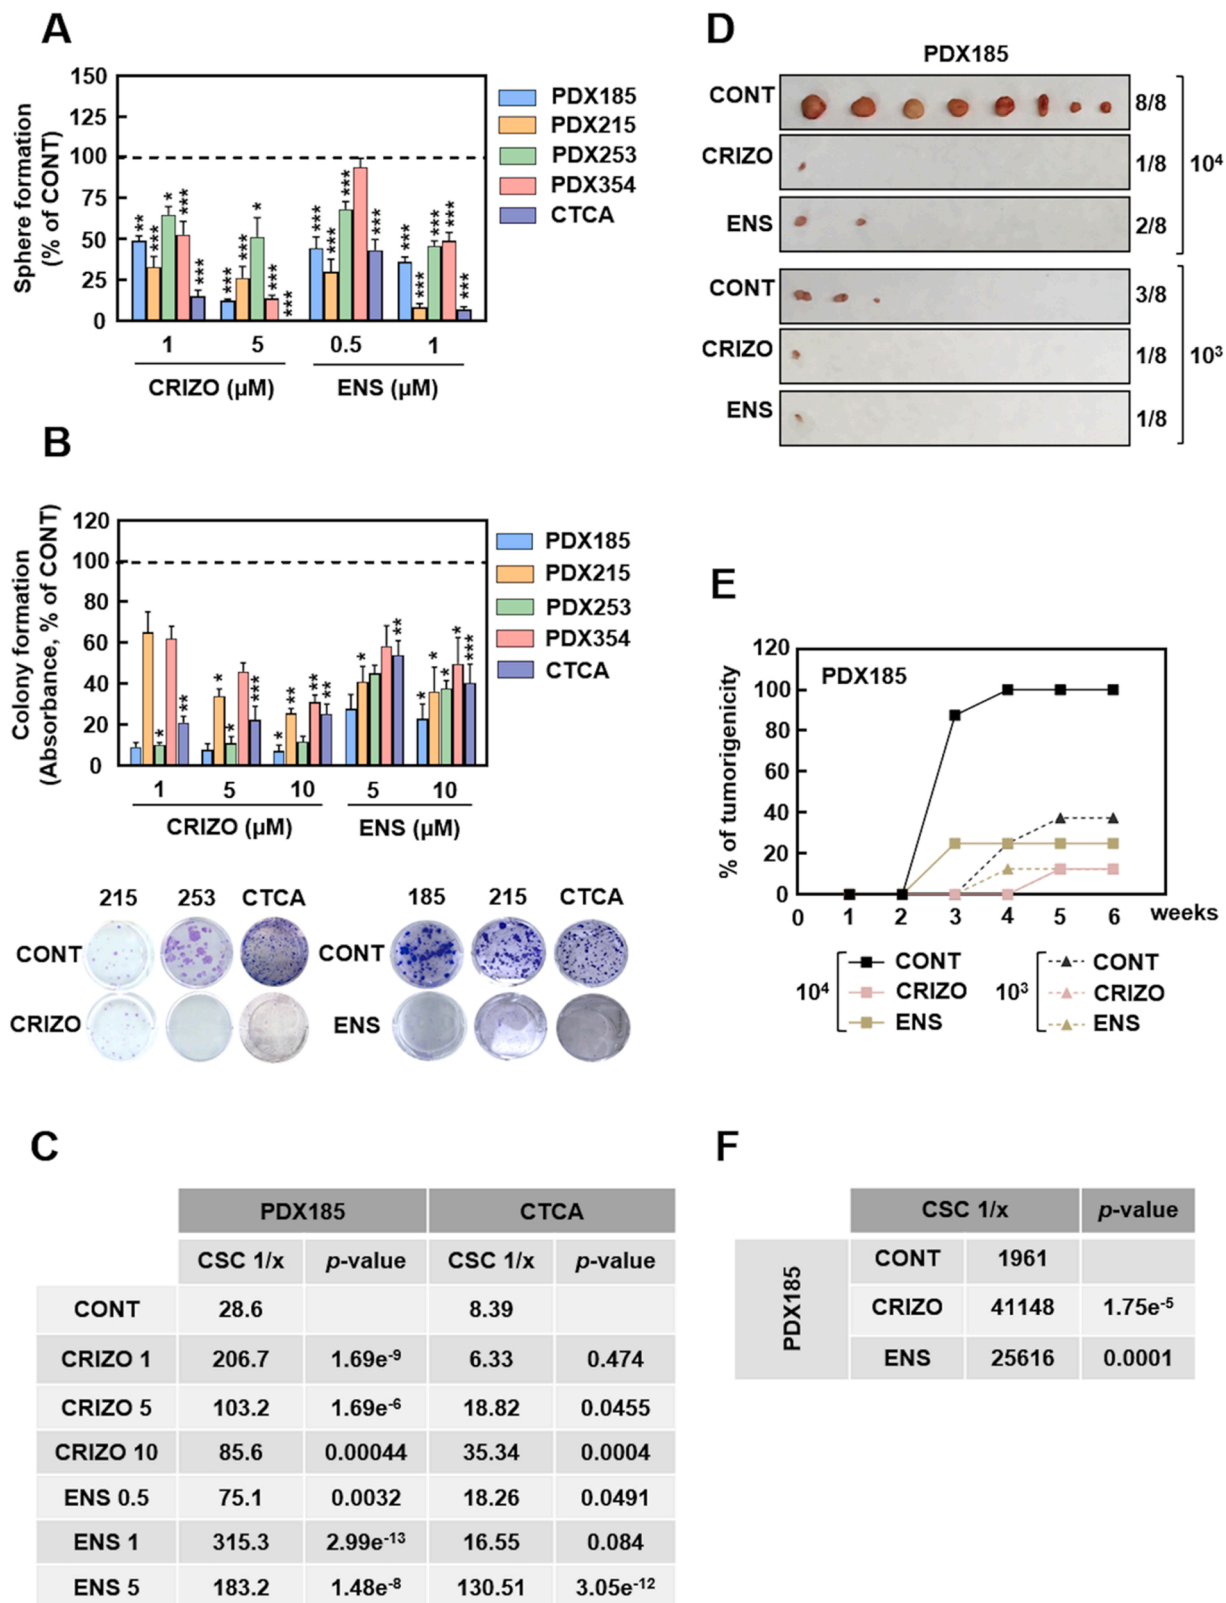 A
Sphere formation
(% of CONT)
150
125
100
75
50
25
0
** *** * *** *** *** *** * *** *** *** *** *** *** *** *** *** *** ***
1 5 0.5 1
CRIZO (µM) ENS (µM)
PDX185
PDX215
PDX253
PDX354
CTCA
B
Colony formation
(Absorbance, % of CONT)
120
100
80
60
40
20
0
* ** * * *** * ** ** ** * ** * * * * ***
1 5 10 5 10
CRIZO (µM) ENS (µM)
PDX185
PDX215
PDX253
PDX354
CTCA
215 253 CTCA
CONT
CRIZO
185 215 CTCA
CONT
ENS
C
PDX185 CTCA
CSC 1/x p-value CSC 1/x p-value
CONT 28.6 8.39
CRIZO 1 206.7 1.69e-9 6.33 0.474
CRIZO 5 103.2 1.69e-6 18.82 0.0455
CRIZO 10 85.6 0.00044 35.34 0.0004
ENS 0.5 75.1 0.0032 18.26 0.0491
ENS 1 315.3 2.99e-13 16.55 0.084
ENS 5 183.2 1.48e-8 130.51 3.05e-12
D
PDX185
CONT 8/8
CRIZO 1/8 10⁴
ENS 2/8
CONT 3/8
CRIZO 1/8 10³
ENS 1/8
E
% of tumorigenicity
120
100
80
60
40
20
0
PDX185
0 1 2 3 4 5 6 weeks
10⁴ CONT
CRIZO
ENS
10³ CONT
CRIZO
ENS
F
CSC 1/x p-value
PDX185
CONT 1961
CRIZO 41148 1.75e-5
ENS 25616 0.0001